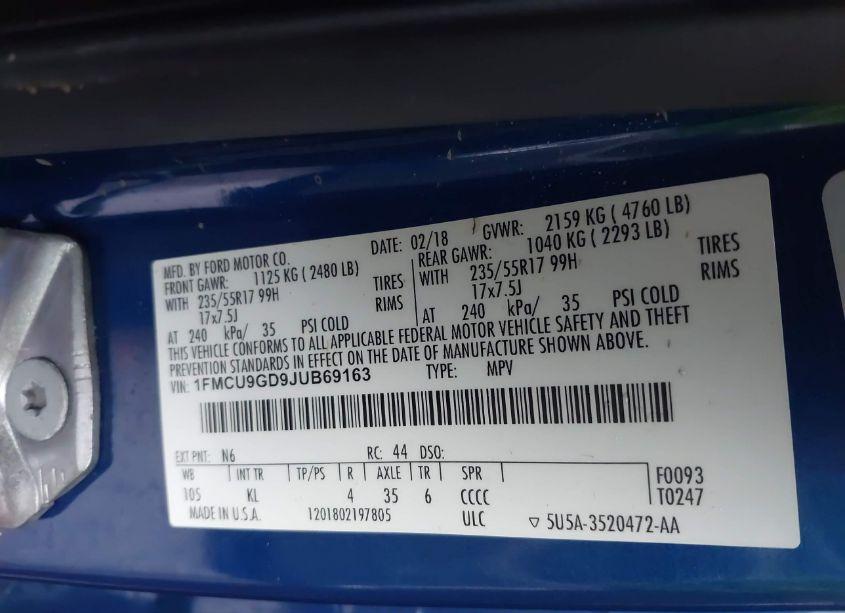 MFD. BY FORD MOTOR CO. DATE: 02/18 GVWR: 2159 KG ( 4760 LB)
FRONT GAWR: 1125 KG ( 2480 LB) REAR GAWR: 1040 KG ( 2293 LB)
WITH 235/55R17 99H TIRES WITH 235/55R17 99H TIRES
17x7.5J RIMS 17x7.5J RIMS
AT 240 kPa/ 35 PSI COLD AT 240 kPa/ 35 PSI COLD
THIS VEHICLE CONFORMS TO ALL APPLICABLE FEDERAL MOTOR VEHICLE SAFETY AND THEFT
PREVENTION STANDARDS IN EFFECT ON THE DATE OF MANUFACTURE SHOWN ABOVE.
VIN: 1FMCU9GD9JUB69163 TYPE: MPV
EXT PNT: N6 RC: 44 DSO:
WB INT TR TP/PS R AXLE TR SPR F0093
105 KL 4 35 6 CCCC T0247
MADE IN U.S.A. 1201802197805 ULC ▽ 5U5A-3520472-AA